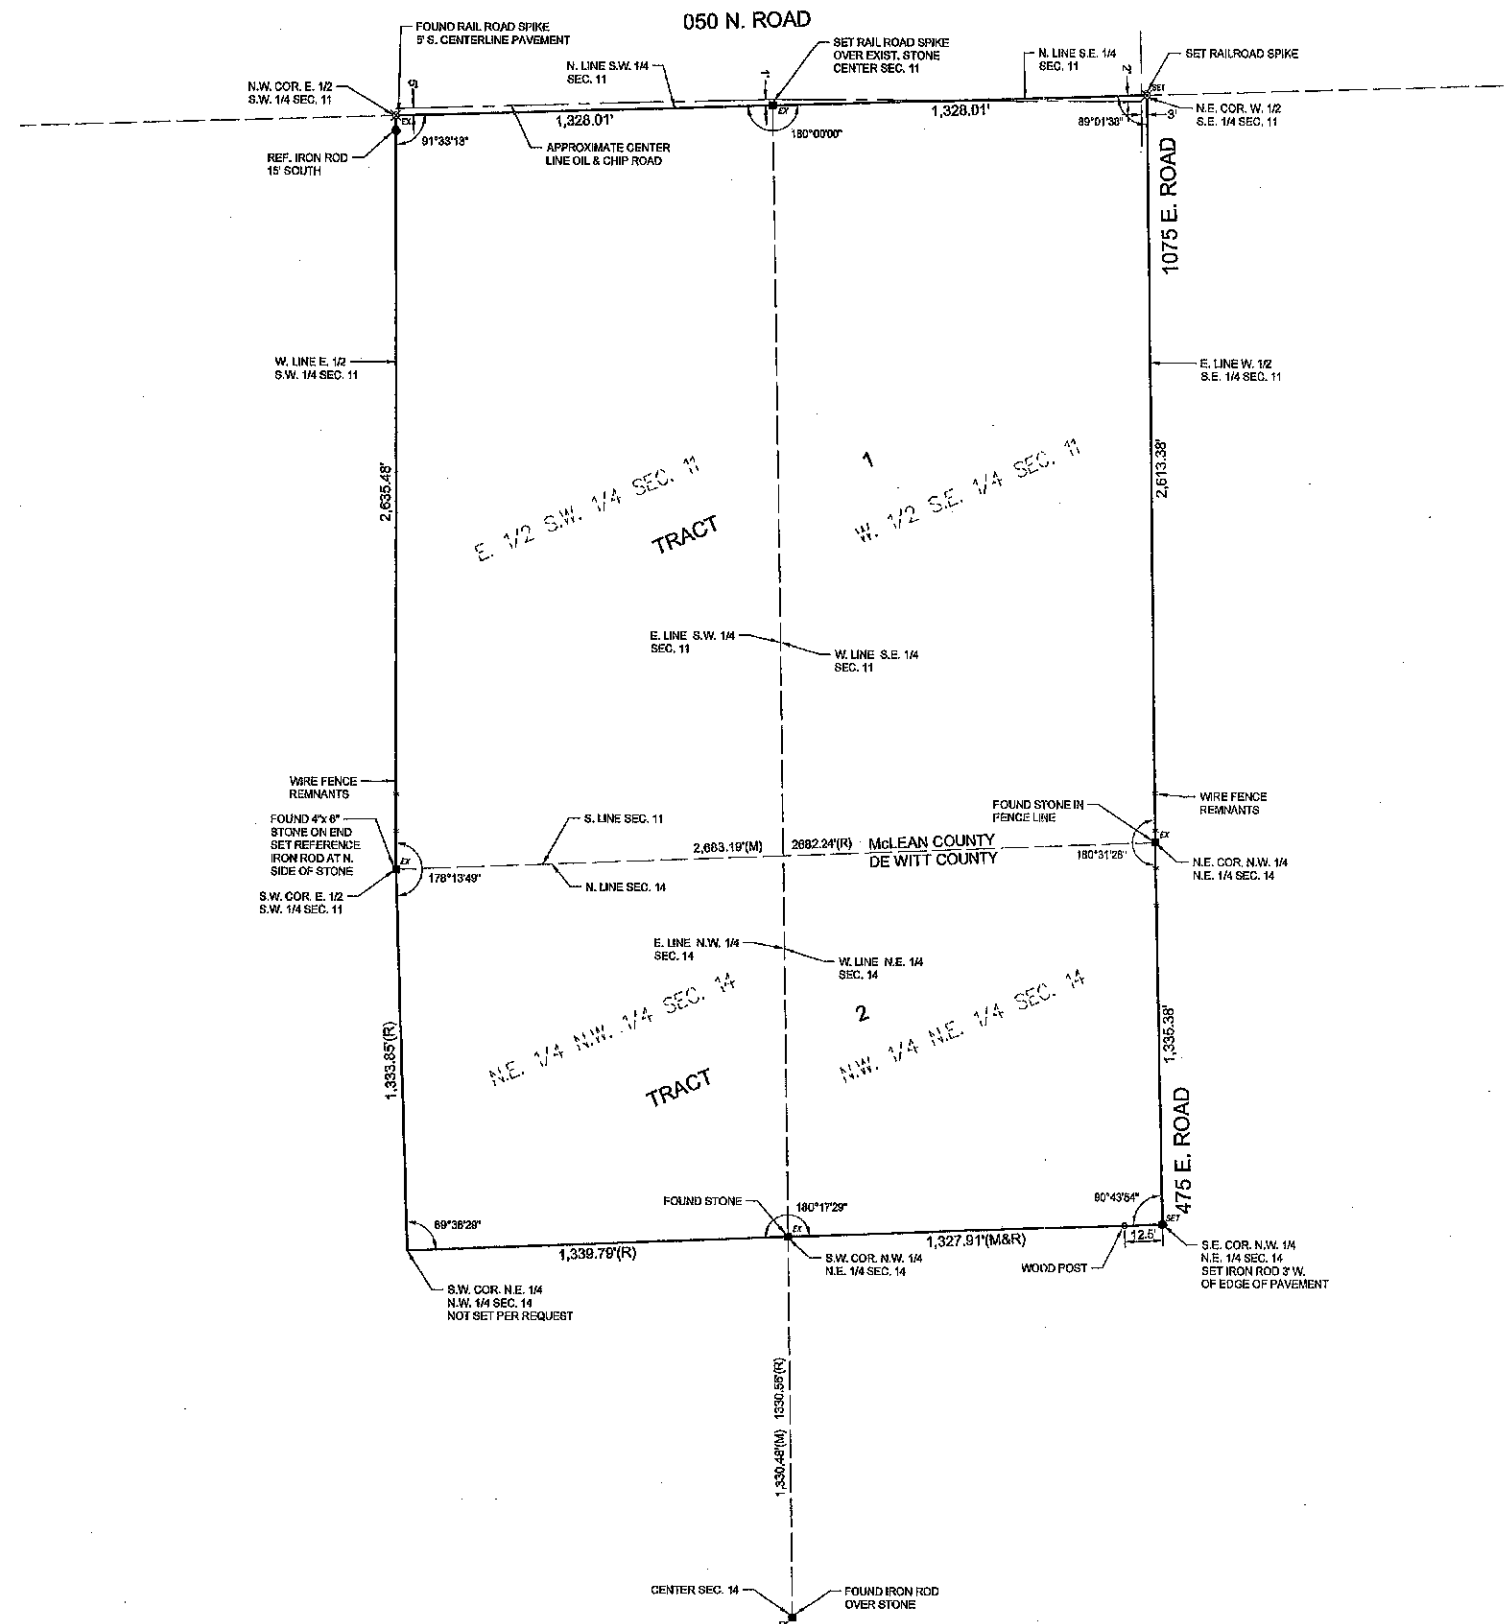 050 N. ROAD
FOUND RAIL ROAD SPIKE
5' S. CENTERLINE PAVEMENT
SET RAIL ROAD SPIKE
OVER EXIST. STONE
CENTER SEC. 11
N. LINE S.E. 1/4
SEC. 11
SET RAILROAD SPIKE
N. LINE S.W. 1/4
SEC. 11
N.W. COR. E. 1/2
S.W. 1/4 SEC. 11
5'
1'
2'
SET
EX
EX
1,328.01'
1,328.01'
3'
N.E. COR. W. 1/2
S.E. 1/4 SEC. 11
91°33'13"
180°00'00"
89°01'38"
REF. IRON ROD
15' SOUTH
APPROXIMATE CENTER
LINE OIL & CHIP ROAD
1075 E. ROAD
W. LINE E. 1/2
S.W. 1/4 SEC. 11
E. LINE W. 1/2
S.E. 1/4 SEC. 11
2,635.48'
2,613.38'
E. 1/2 S.W. 1/4 SEC. 11
1
W. 1/2 S.E. 1/4 SEC. 11
TRACT
E. LINE S.W. 1/4
SEC. 11
W. LINE S.E. 1/4
SEC. 11
WIRE FENCE
REMNANTS
WIRE FENCE
REMNANTS
FOUND 4"x 6"
STONE ON END
SET REFERENCE
IRON ROD AT N.
SIDE OF STONE
S. LINE SEC. 11
FOUND STONE IN
FENCE LINE
2,683.19'(M)
2682.24'(R)
McLEAN COUNTY
DE WITT COUNTY
EX
EX
178°13'49"
180°31'26"
N. LINE SEC. 14
N.E. COR. N.W. 1/4
N.E. 1/4 SEC. 14
S.W. COR. E. 1/2
S.W. 1/4 SEC. 11
E. LINE N.W. 1/4
SEC. 14
W. LINE N.E. 1/4
SEC. 14
N.E. 1/4 N.W. 1/4 SEC. 14
2
N.W. 1/4 N.E. 1/4 SEC. 14
TRACT
1,333.85'(R)
1,335.38'
475 E. ROAD
FOUND STONE
89°36'28"
180°17'29"
90°43'54"
EX
SET
1,339.79'(R)
1,327.91'(M&R)
12.5'
S.W. COR. N.W. 1/4
N.E. 1/4 SEC. 14
WOOD POST
S.E. COR. N.W. 1/4
N.E. 1/4 SEC. 14
SET IRON ROD 3' W.
OF EDGE OF PAVEMENT
S.W. COR. N.E. 1/4
N.W. 1/4 SEC. 14
NOT SET PER REQUEST
1,330.48'(M) 1330.56'(R)
CENTER SEC. 14
FOUND IRON ROD
OVER STONE
EX